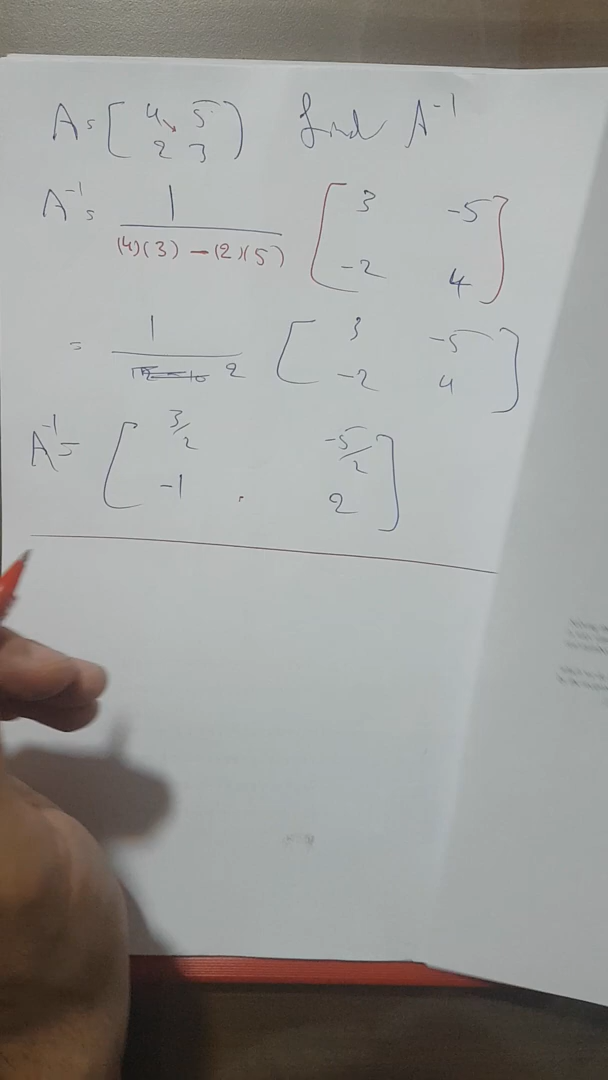 A = [ 4 5 ) find A⁻¹
2 3
A⁻¹ = 1 / (4)(3) - (2)(5) [ 3 -5 ]
-2 4
= 1 / 2 [ 3 -5 ]
-2 4
A⁻¹ = [ 3/2 -5/2 ]
-1 . 2